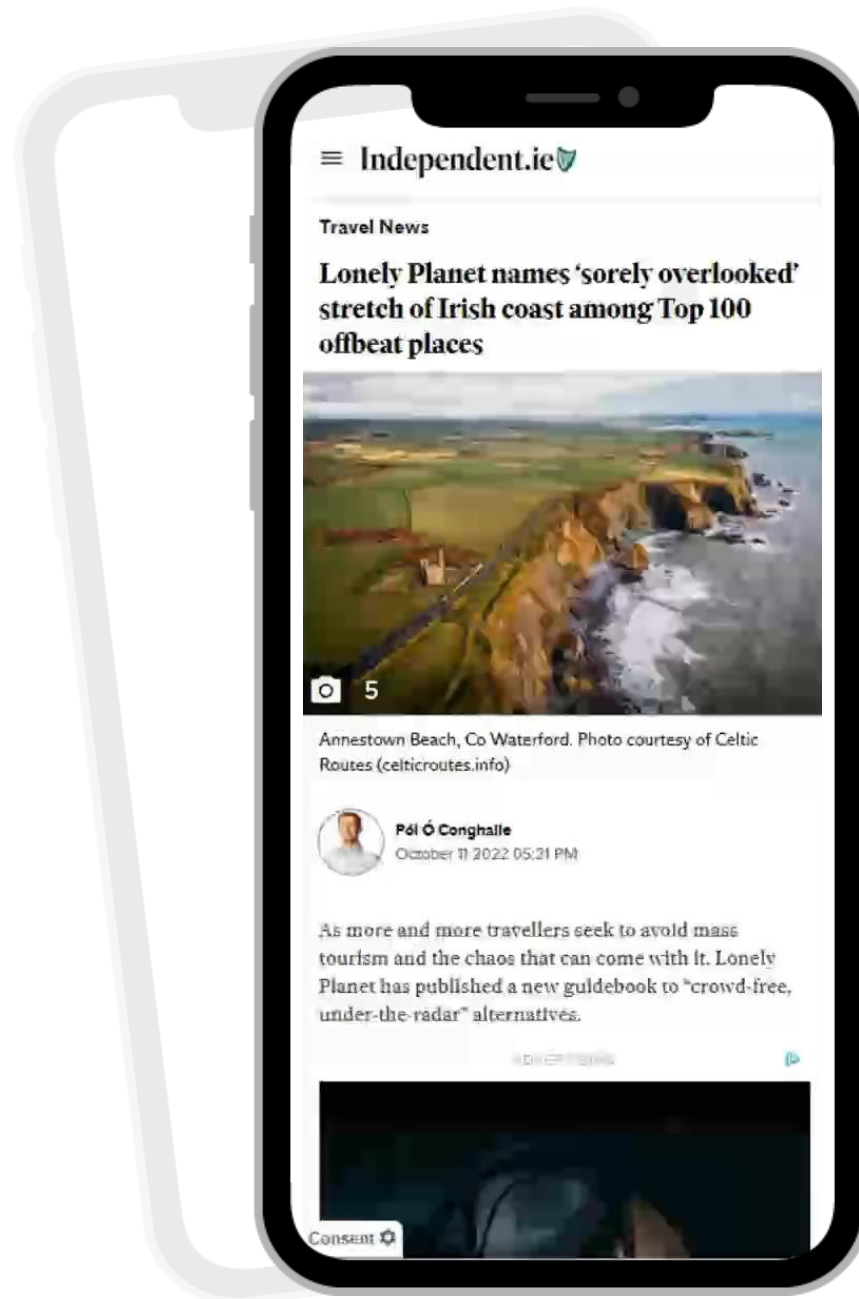 Independent.ie
Travel News
Lonely Planet names ‘sorely overlooked’
stretch of Irish coast among Top 100
offbeat places
5
Annestown Beach, Co Waterford. Photo courtesy of Celtic
Routes (celticroutes.info)
Pól Ó Conghaile
October 11 2022 05:21 PM
As more and more travellers seek to avoid mass
tourism and the chaos that can come with it. Lonely
Planet has published a new guidebook to “crowd-free,
under-the-radar” alternatives.
Consent